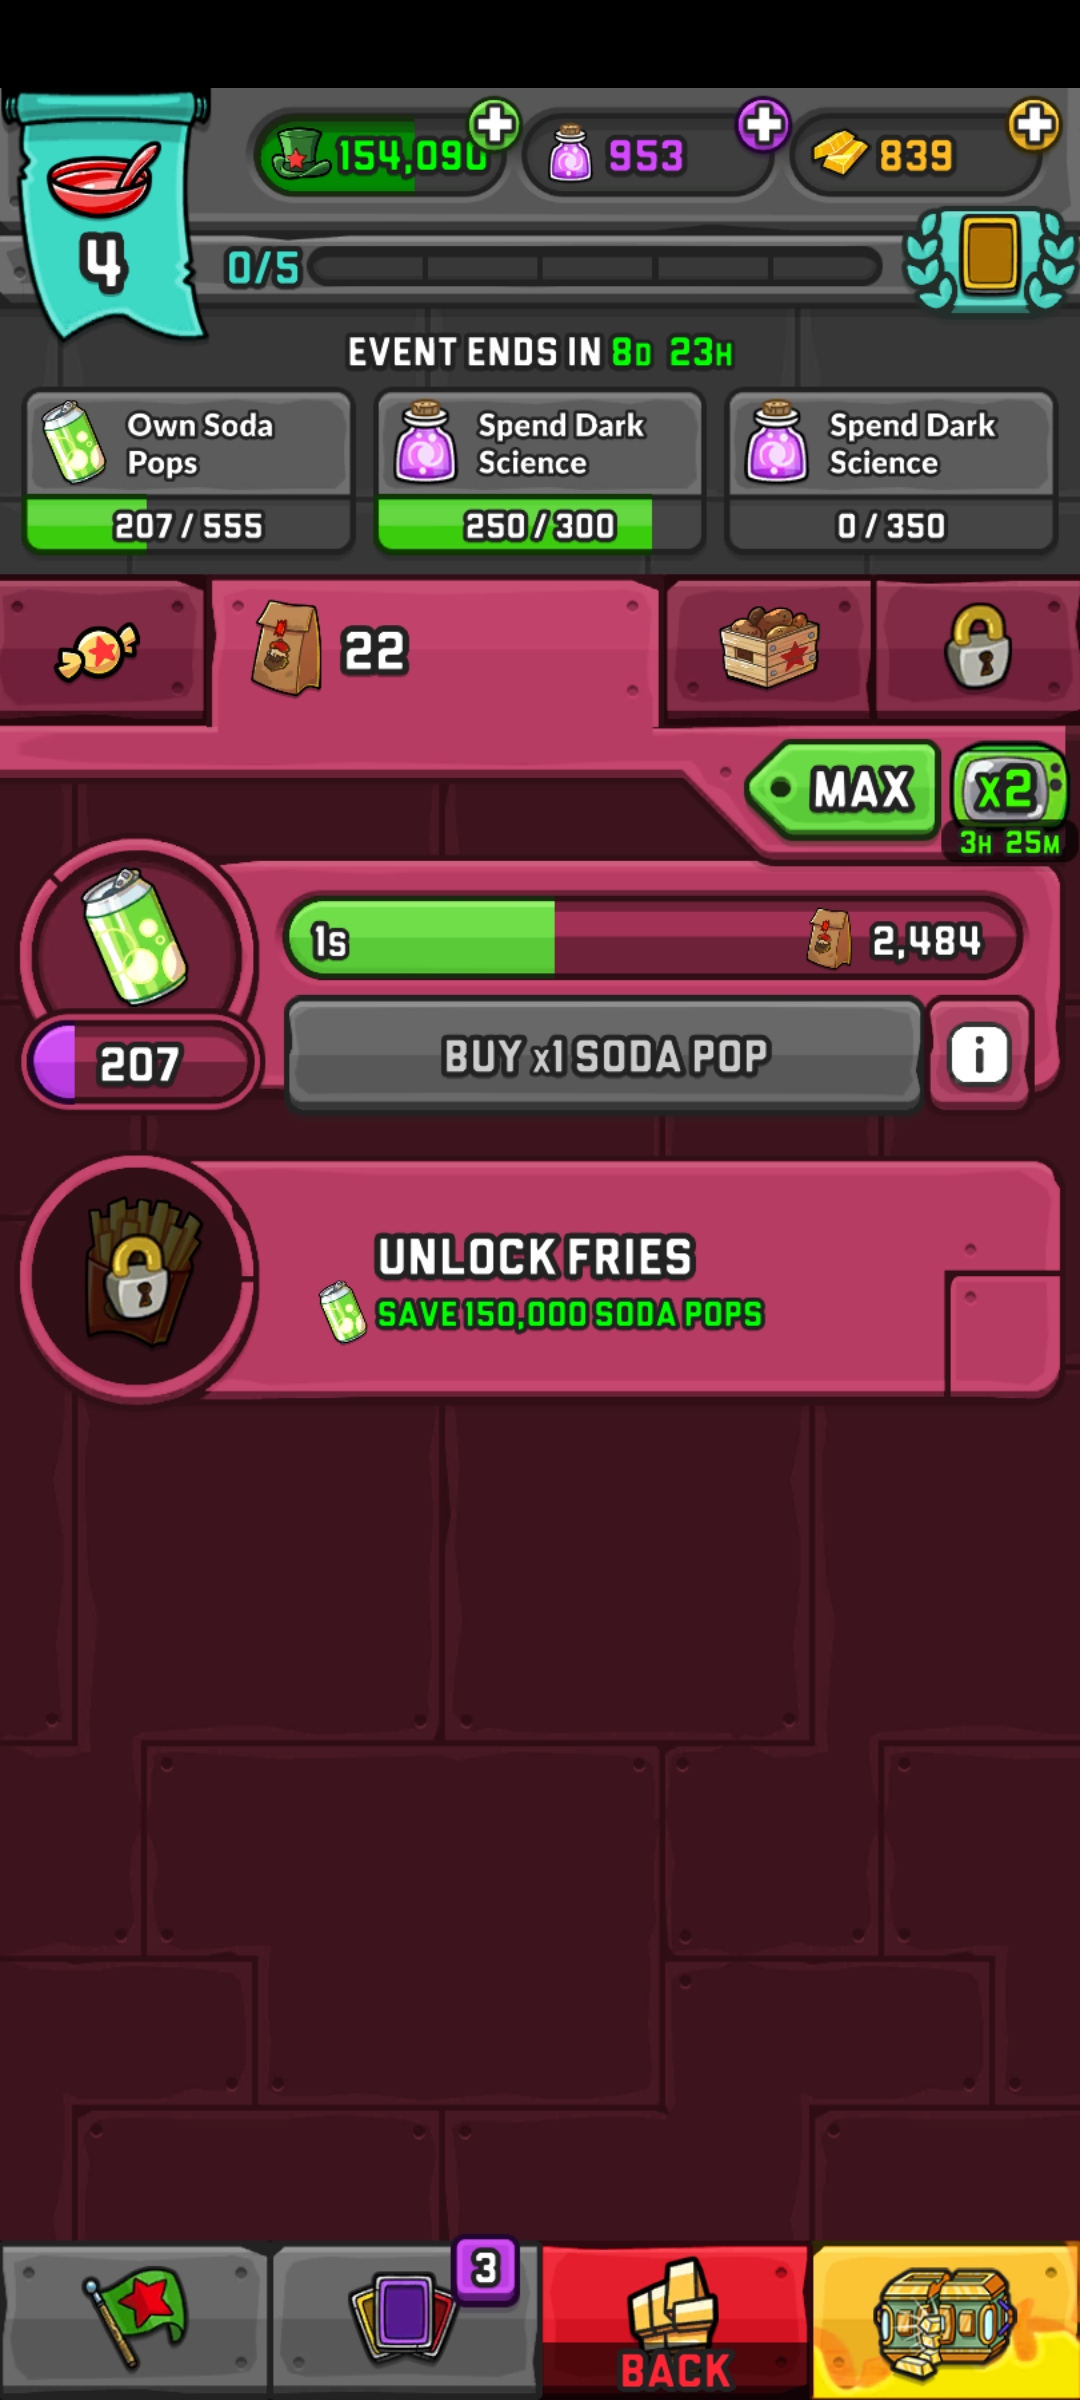 154,090
953
839
4
0/5
EVENT ENDS IN 8D 23H
Own Soda Pops
207 / 555
Spend Dark Science
250 / 300
Spend Dark Science
0 / 350
22
MAX
x2
3H 25M
1s
2,484
207
BUY x1 SODA POP
i
UNLOCK FRIES
SAVE 150,000 SODA POPS
3
BACK